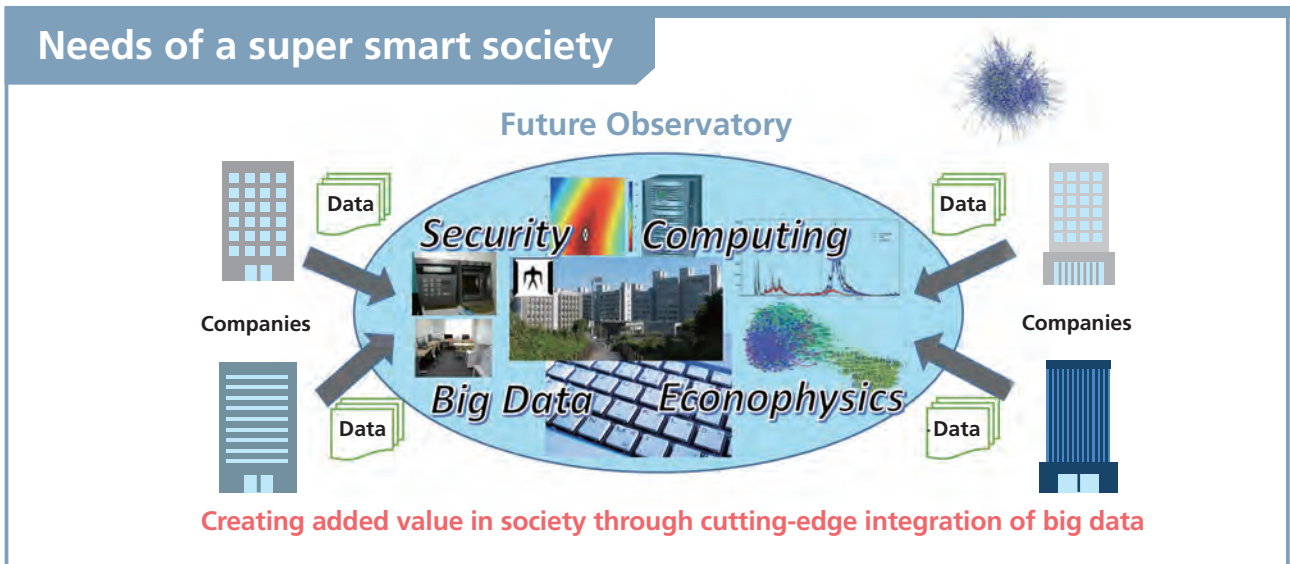 Needs of a super smart society
Future Observatory
Data
Data
Security
Computing
Companies
Companies
Big Data
Econophysics
Data
Data
Creating added value in society through cutting-edge integration of big data